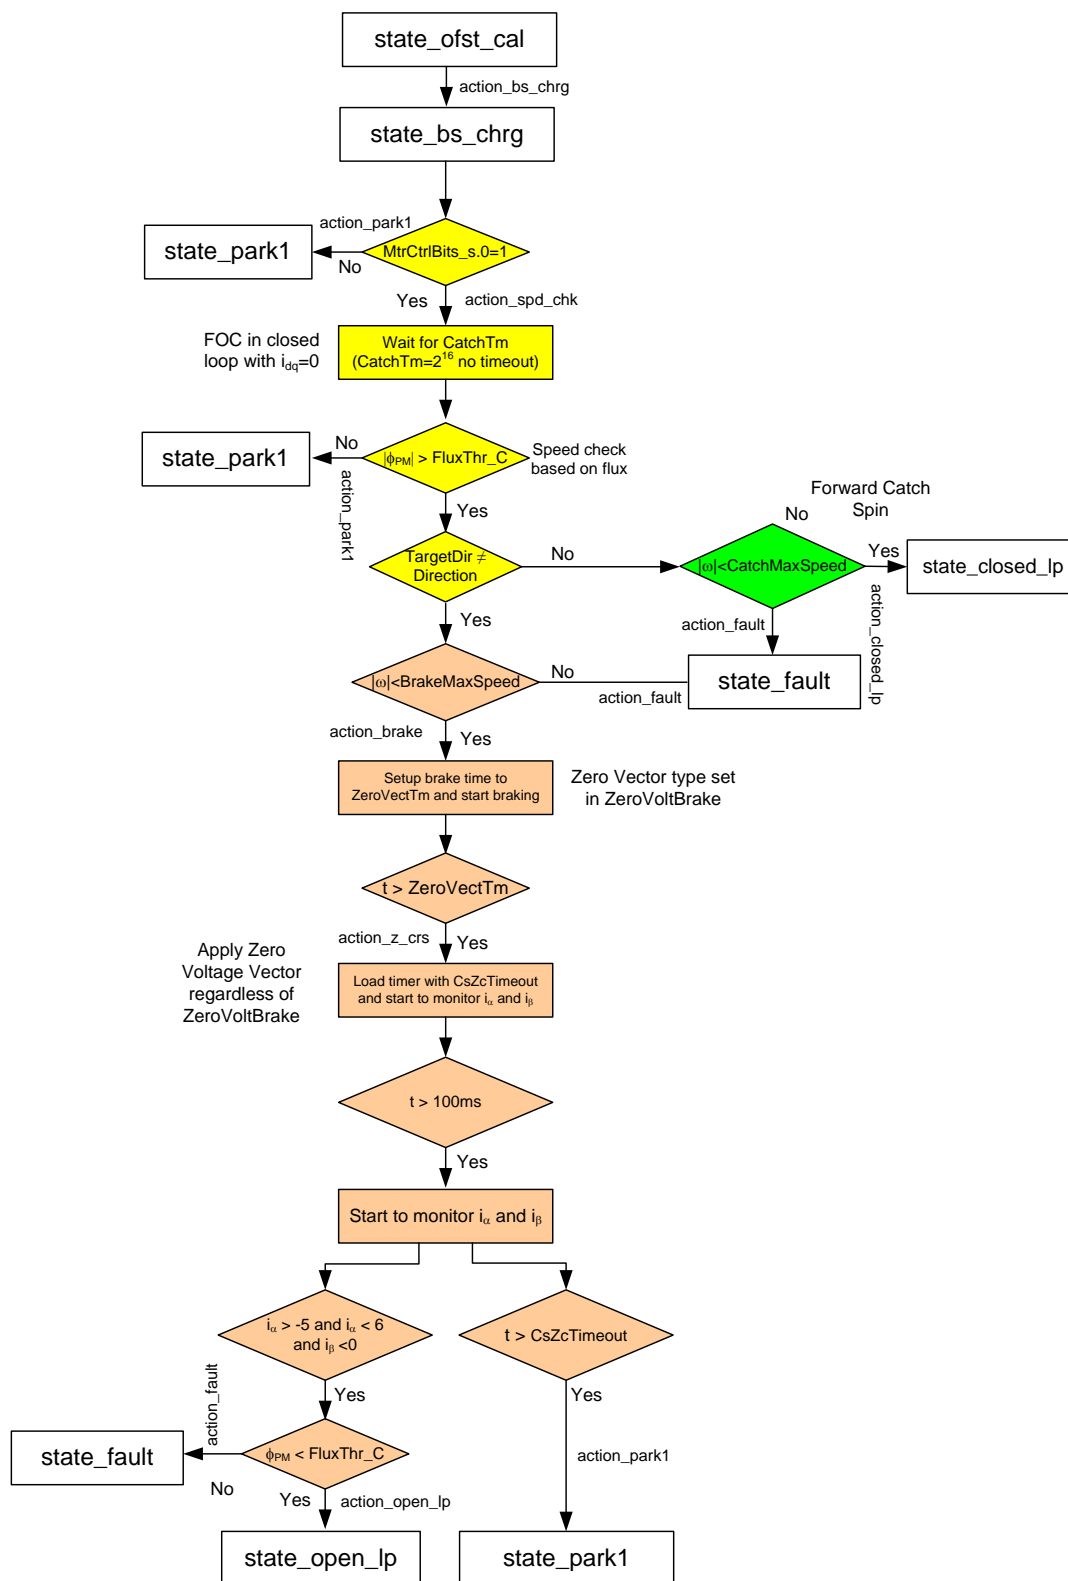 state_ofst_cal
action_bs_chrg
state_bs_chrg
action_park1
state_park1
MtrCtrlBits_s.0=1
No
Yes
action_spd_chk
FOC in closed
loop with idq=0
Wait for CatchTm
(CatchTm=2^16 no timeout)
state_park1
No
|ϕPM| > FluxThr_C
Speed check
based on flux
action_park1
Yes
Forward Catch
Spin
No
TargetDir ≠
Direction
No
|ω|<CatchMaxSpeed
Yes
state_closed_lp
action_closed_lp
Yes
action_fault
|ω|<BrakeMaxSpeed
No
action_fault
state_fault
action_brake
Yes
Setup brake time to
ZeroVectTm and start braking
Zero Vector type set
in ZeroVoltBrake
t > ZeroVectTm
action_z_crs
Yes
Apply Zero
Voltage Vector
regardless of
ZeroVoltBrake
Load timer with CsZcTimeout
and start to monitor iα and iβ
t > 100ms
Yes
Start to monitor iα and iβ
iα > -5 and iα < 6
and iβ <0
t > CsZcTimeout
Yes
Yes
action_fault
state_fault
ϕPM < FluxThr_C
No
Yes
action_open_lp
action_park1
state_open_lp
state_park1